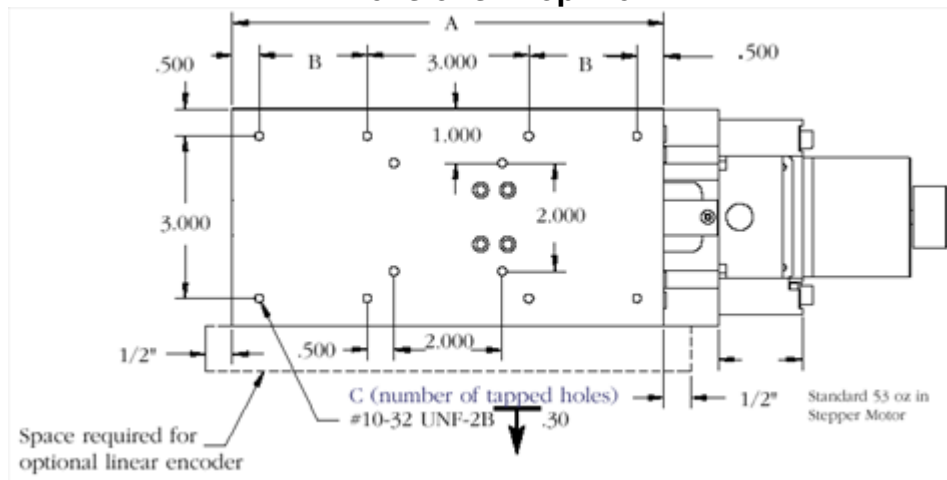 A
.500
B
3.000
B
.500
1.000
3.000
2.000
1/2"
.500
2.000
C (number of tapped holes)
#10-32 UNF-2B
.30
1/2"
Standard 53 oz in
Stepper Motor
Space required for
optional linear encoder